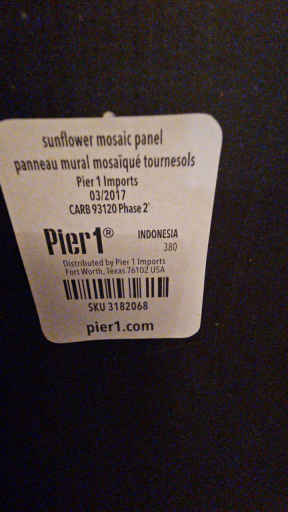 sunflower mosaic panel
panneau mural mosaïqué tournesols
Pier 1 Imports
03/2017
CARB 93120 Phase 2
Pier1® INDONESIA
380
Distributed by Pier 1 Imports
Fort Worth, Texas 76102 USA
SKU 3182068
pier1.com